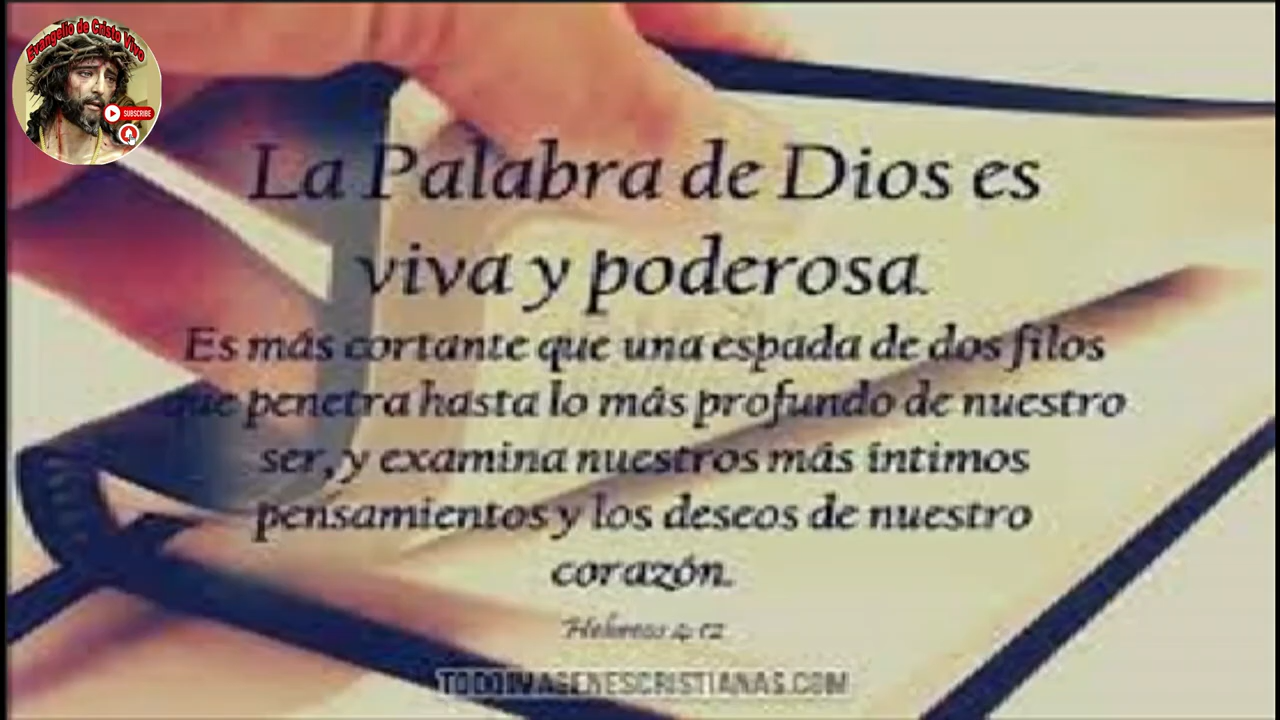 Evangelio de Cristo Vivo
SUBSCRIBE
La Palabra de Dios es
viva y poderosa.
Es más cortante que una espada de dos filos
que penetra hasta lo más profundo de nuestro
ser, y examina nuestros más íntimos
pensamientos y los deseos de nuestro
corazón.
Hebreos 4:12
TODOIMAGENESCRISTIANAS.COM